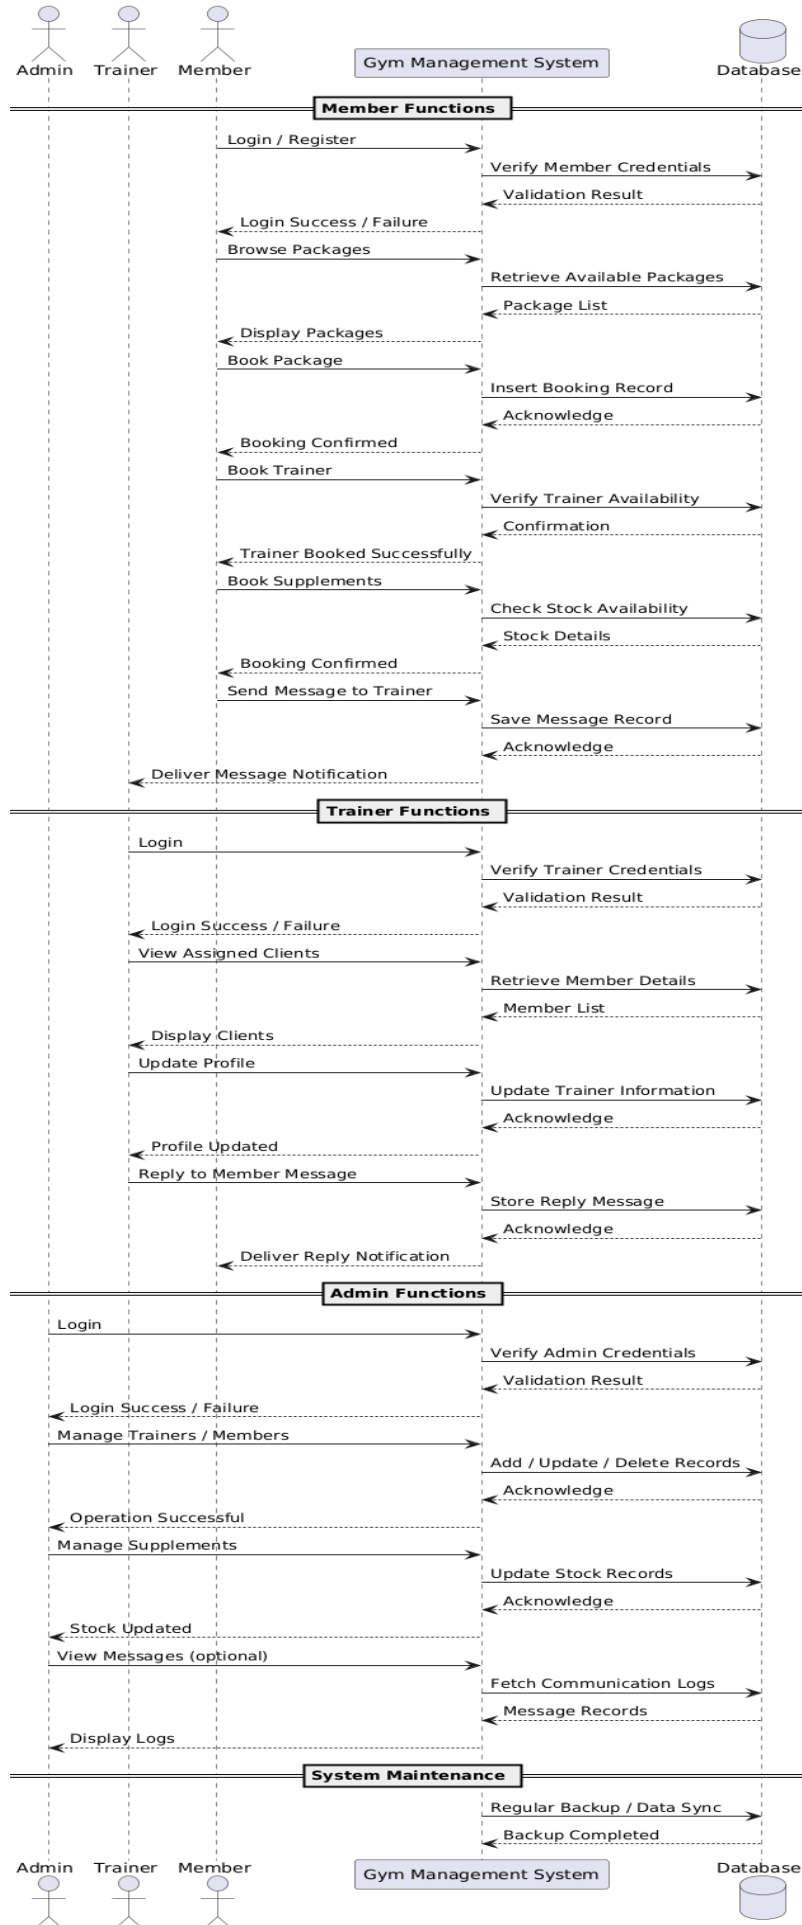 Admin Trainer Member Gym Management System Database
Member Functions
Login / Register
Verify Member Credentials
Validation Result
Login Success / Failure
Browse Packages
Retrieve Available Packages
Package List
Display Packages
Book Package
Insert Booking Record
Acknowledge
Booking Confirmed
Book Trainer
Verify Trainer Availability
Confirmation
Trainer Booked Successfully
Book Supplements
Check Stock Availability
Stock Details
Booking Confirmed
Send Message to Trainer
Save Message Record
Acknowledge
Deliver Message Notification
Trainer Functions
Login
Verify Trainer Credentials
Validation Result
Login Success / Failure
View Assigned Clients
Retrieve Member Details
Member List
Display Clients
Update Profile
Update Trainer Information
Acknowledge
Profile Updated
Reply to Member Message
Store Reply Message
Acknowledge
Deliver Reply Notification
Admin Functions
Login
Verify Admin Credentials
Validation Result
Login Success / Failure
Manage Trainers / Members
Add / Update / Delete Records
Acknowledge
Operation Successful
Manage Supplements
Update Stock Records
Acknowledge
Stock Updated
View Messages (optional)
Fetch Communication Logs
Message Records
Display Logs
System Maintenance
Regular Backup / Data Sync
Backup Completed
Admin Trainer Member Gym Management System Database